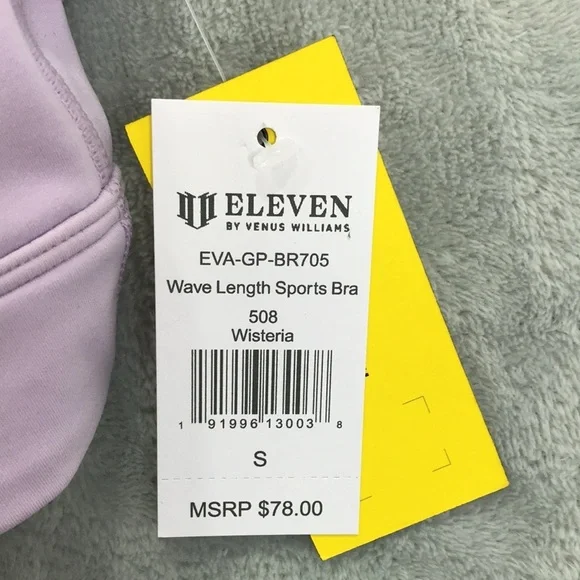 ELEVEN
BY VENUS WILLIAMS
EVA-GP-BR705
Wave Length Sports Bra
508
Wisteria
1 91996 13003 8
S
MSRP $78.00